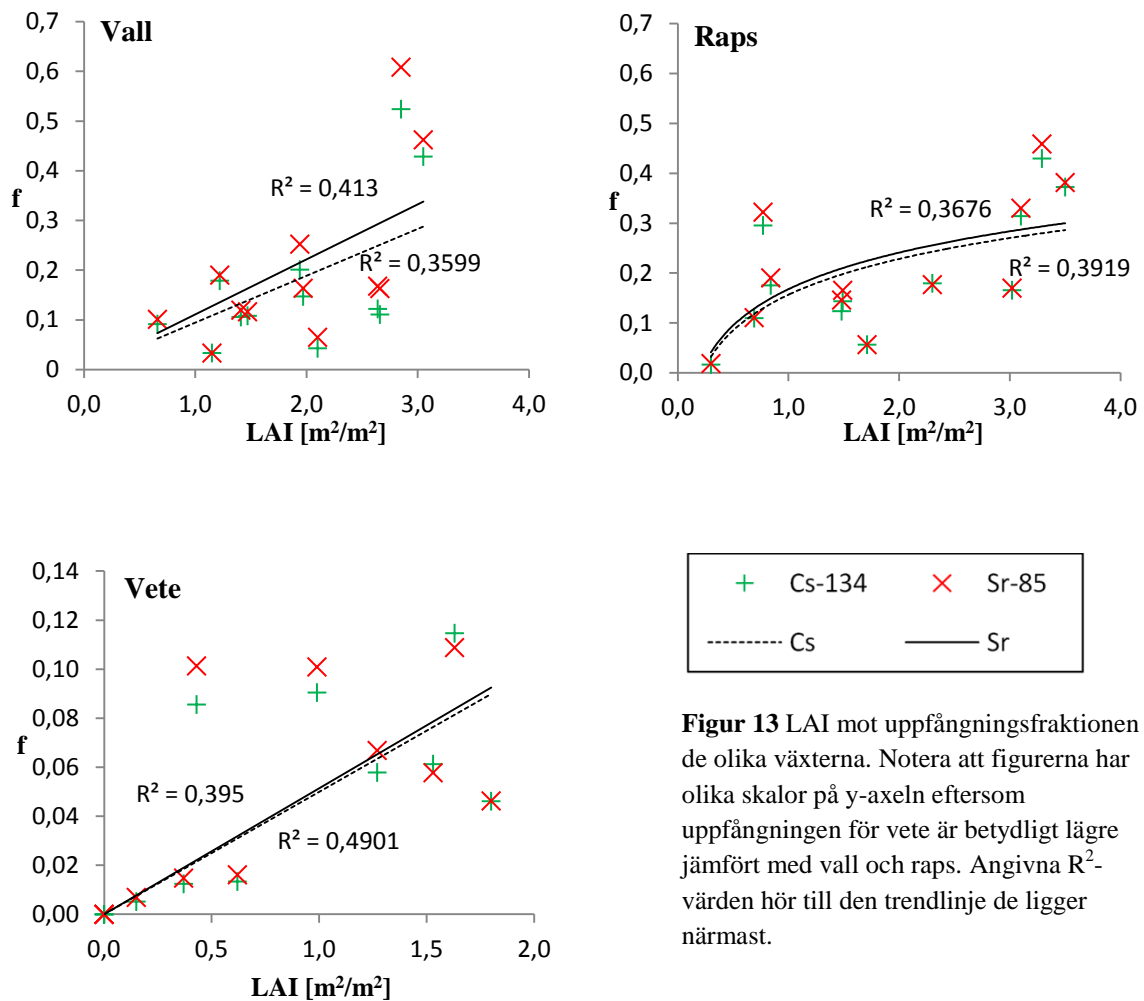 Vall
0,7
0,6
0,5
0,4
0,3
0,2
0,1
0
f
R² = 0,413
R² = 0,3599
0,0 1,0 2,0 3,0 4,0
LAI [m²/m²]
Raps
0,7
0,6
0,5
0,4
0,3
0,2
0,1
0,0
f
R² = 0,3676
R² = 0,3919
0,0 1,0 2,0 3,0 4,0
LAI [m²/m²]
Vete
0,14
0,12
0,10
0,08
0,06
0,04
0,02
0,00
f
R² = 0,395
R² = 0,4901
0,0 0,5 1,0 1,5 2,0
LAI [m²/m²]
Cs-134 Sr-85
Cs Sr
Figur 13 LAI mot uppfångningsfraktionen
de olika växterna. Notera att figurerna har
olika skalor på y-axeln eftersom
uppfångningen för vete är betydligt lägre
jämfört med vall och raps. Angivna R²-
värden hör till den trendlinje de ligger
närmast.